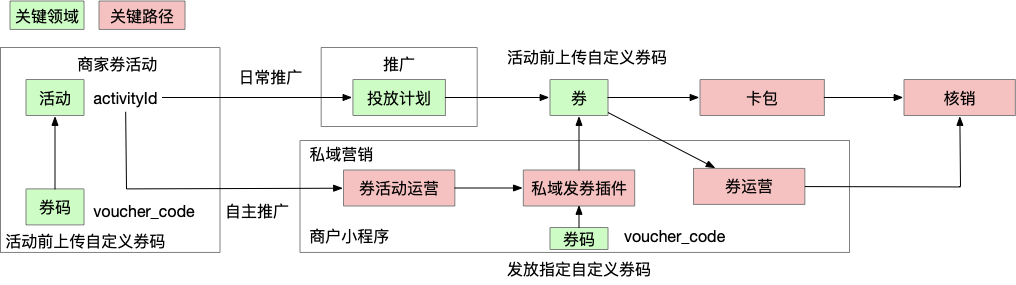 关键领域
关键路径
商家券活动
活动
activityId
券码
voucher_code
活动前上传自定义券码
日常推广
自主推广
推广
投放计划
活动前上传自定义券码
券
卡包
核销
私域营销
券活动运营
私域发券插件
券运营
商户小程序
券码
voucher_code
发放指定自定义券码